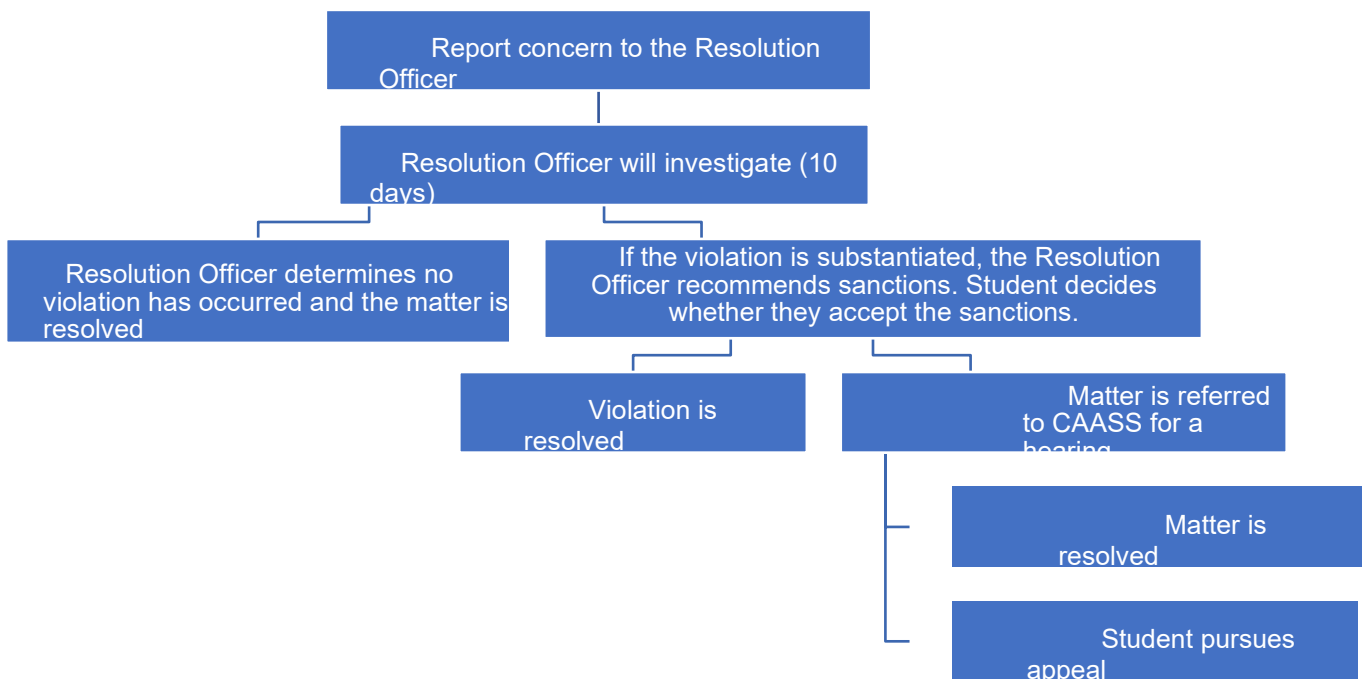 Report concern to the Resolution
Officer
Resolution Officer will investigate (10
days)
Resolution Officer determines no
violation has occurred and the matter is
resolved
If the violation is substantiated, the Resolution
Officer recommends sanctions. Student decides
whether they accept the sanctions.
Violation is
resolved
Matter is referred
to CAASS for a
hearing
Matter is
resolved
Student pursues
appeal